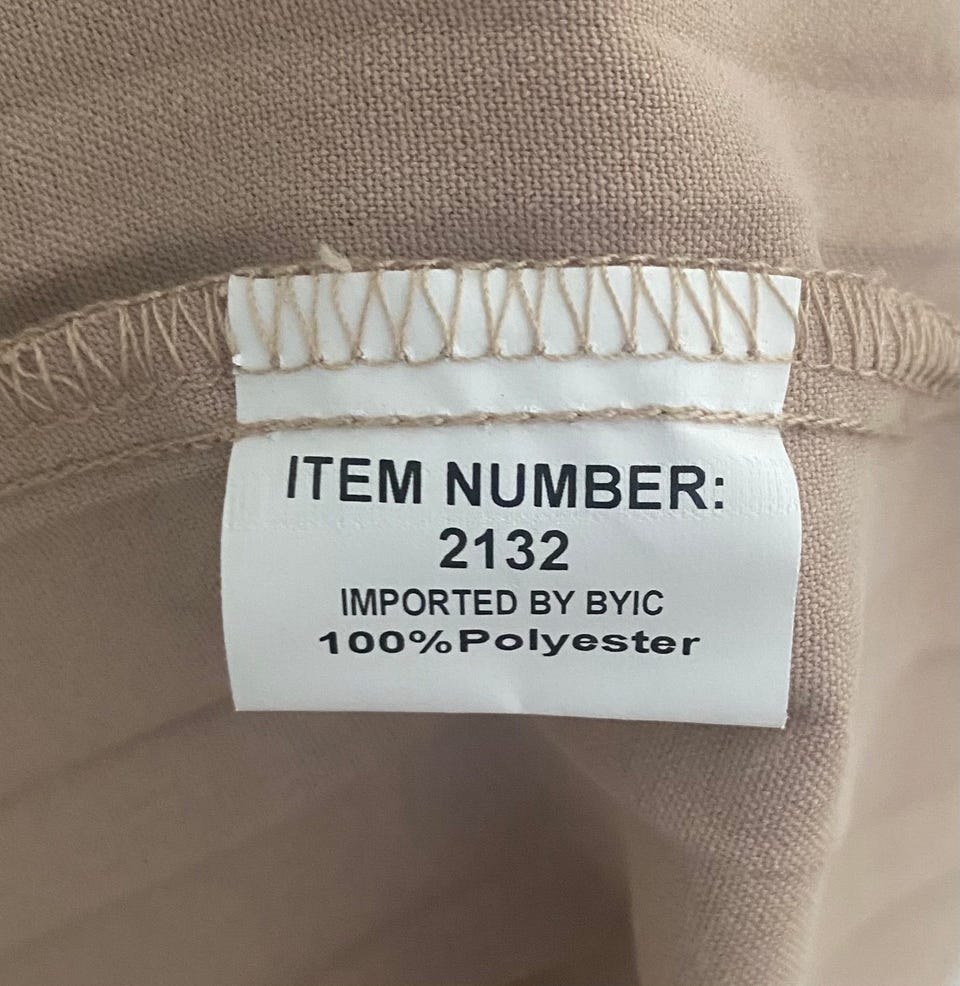 ITEM NUMBER:
2132
IMPORTED BY BYIC
100%Polyester